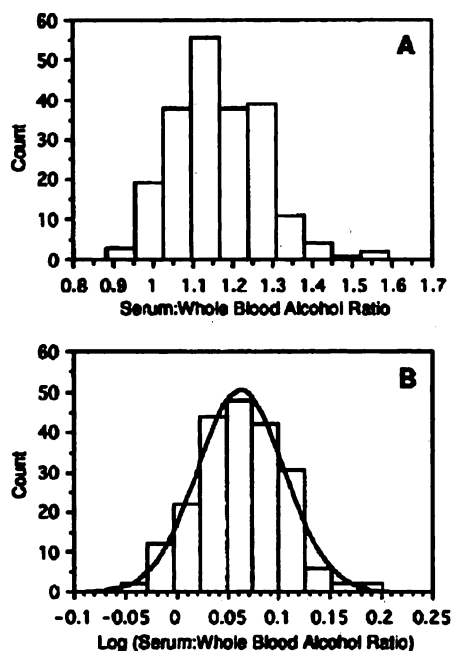 60
A
50
40
Count
30
20
10
0
0.8 0.9 1 1.1 1.2 1.3 1.4 1.5 1.6 1.7
Serum:Whole Blood Alcohol Ratio
60
B
50
40
Count
30
20
10
0
-0.1 -0.05 0 0.05 0.1 0.15 0.2 0.25
Log (Serum:Whole Blood Alcohol Ratio)